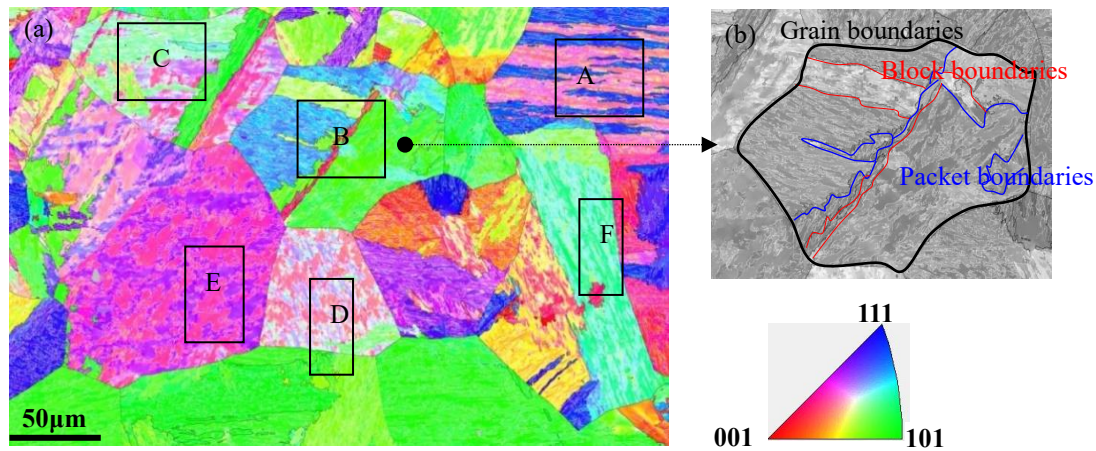 (a)
C
A
B
F
E
D
50μm
(b)
Grain boundaries
Block boundaries
Packet boundaries
111
001
101